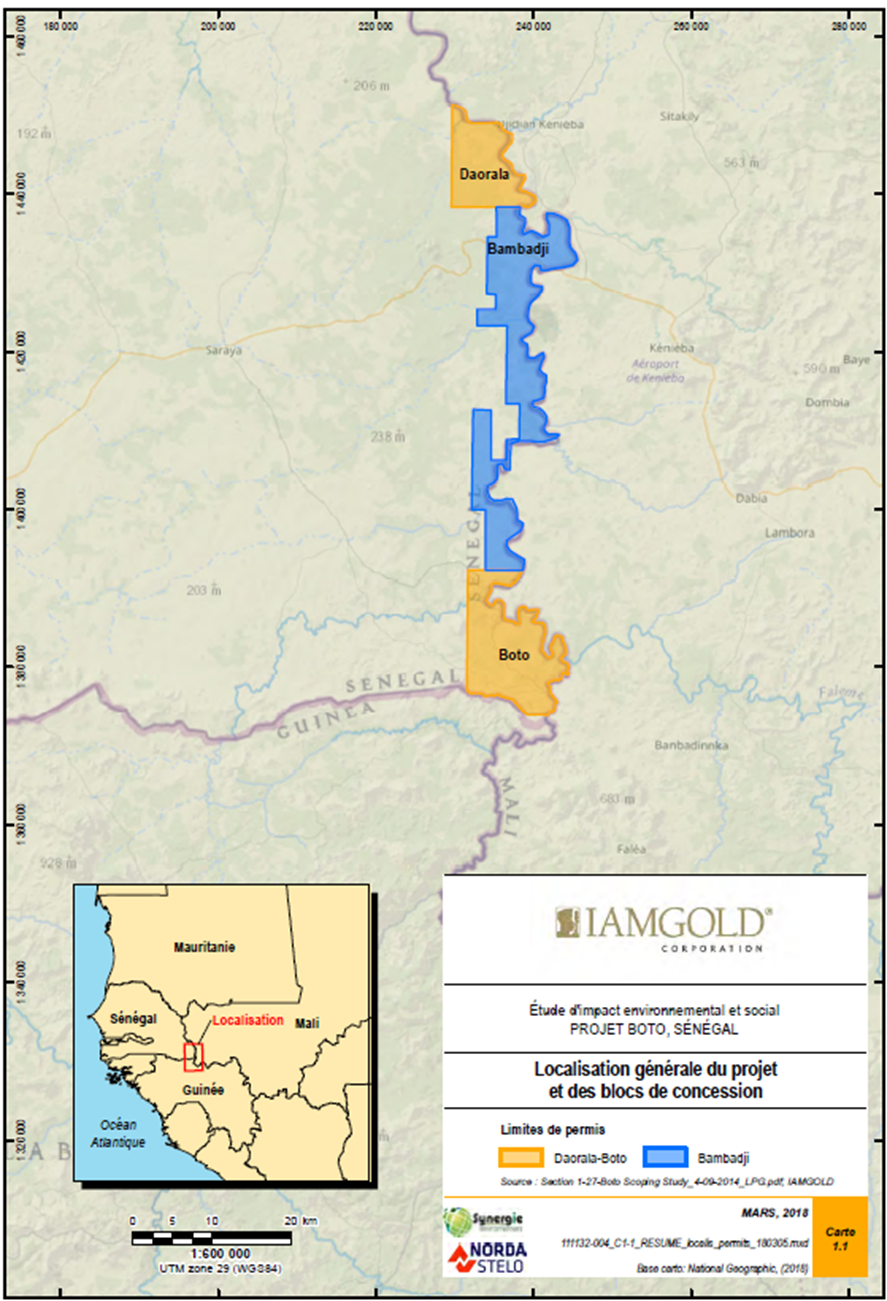 180 000 200 000 220 000 240 000 260 000 280 000
1 460 000
206 m
192 m
Djidian Kenieba
Sitakily
563 m
Daorala
1 440 000
Bambadji
1 420 000
Saraya
Kéniéba
Aéroport
de Kenieba
590 m
Baye
Dombia
238 m
1 400 000
Dabia
Lambora
SENEGAL
203 m
Boto
1 380 000
SENEGAL
GUINEA
Falémé
Banbadinnka
MALI
1 360 000
683 m
Faléa
928 m
1 340 000
1 320 000
Mauritanie
Sénégal
Localisation
Mali
Guinée
Océan
Atlantique
0 5 10 20 km
1:600 000
UTM zone 29 (WGS84)
IAMGOLD®
CORPORATION
Étude d'impact environnemental et social
PROJET BOTO, SÉNÉGAL
Localisation générale du projet
et des blocs de concession
Limites de permis
Daorala-Boto Bambadji
Source : Section 1-27-Boto Scoping Study_4-09-2014_LPG.pdf, IAMGOLD
Synergie
NORDA
STELO
MARS, 2018
111132-004_C1-1_RESUME_localis_permits_180305.mxd
Base carto: National Geographic, (2018)
Carte
1.1